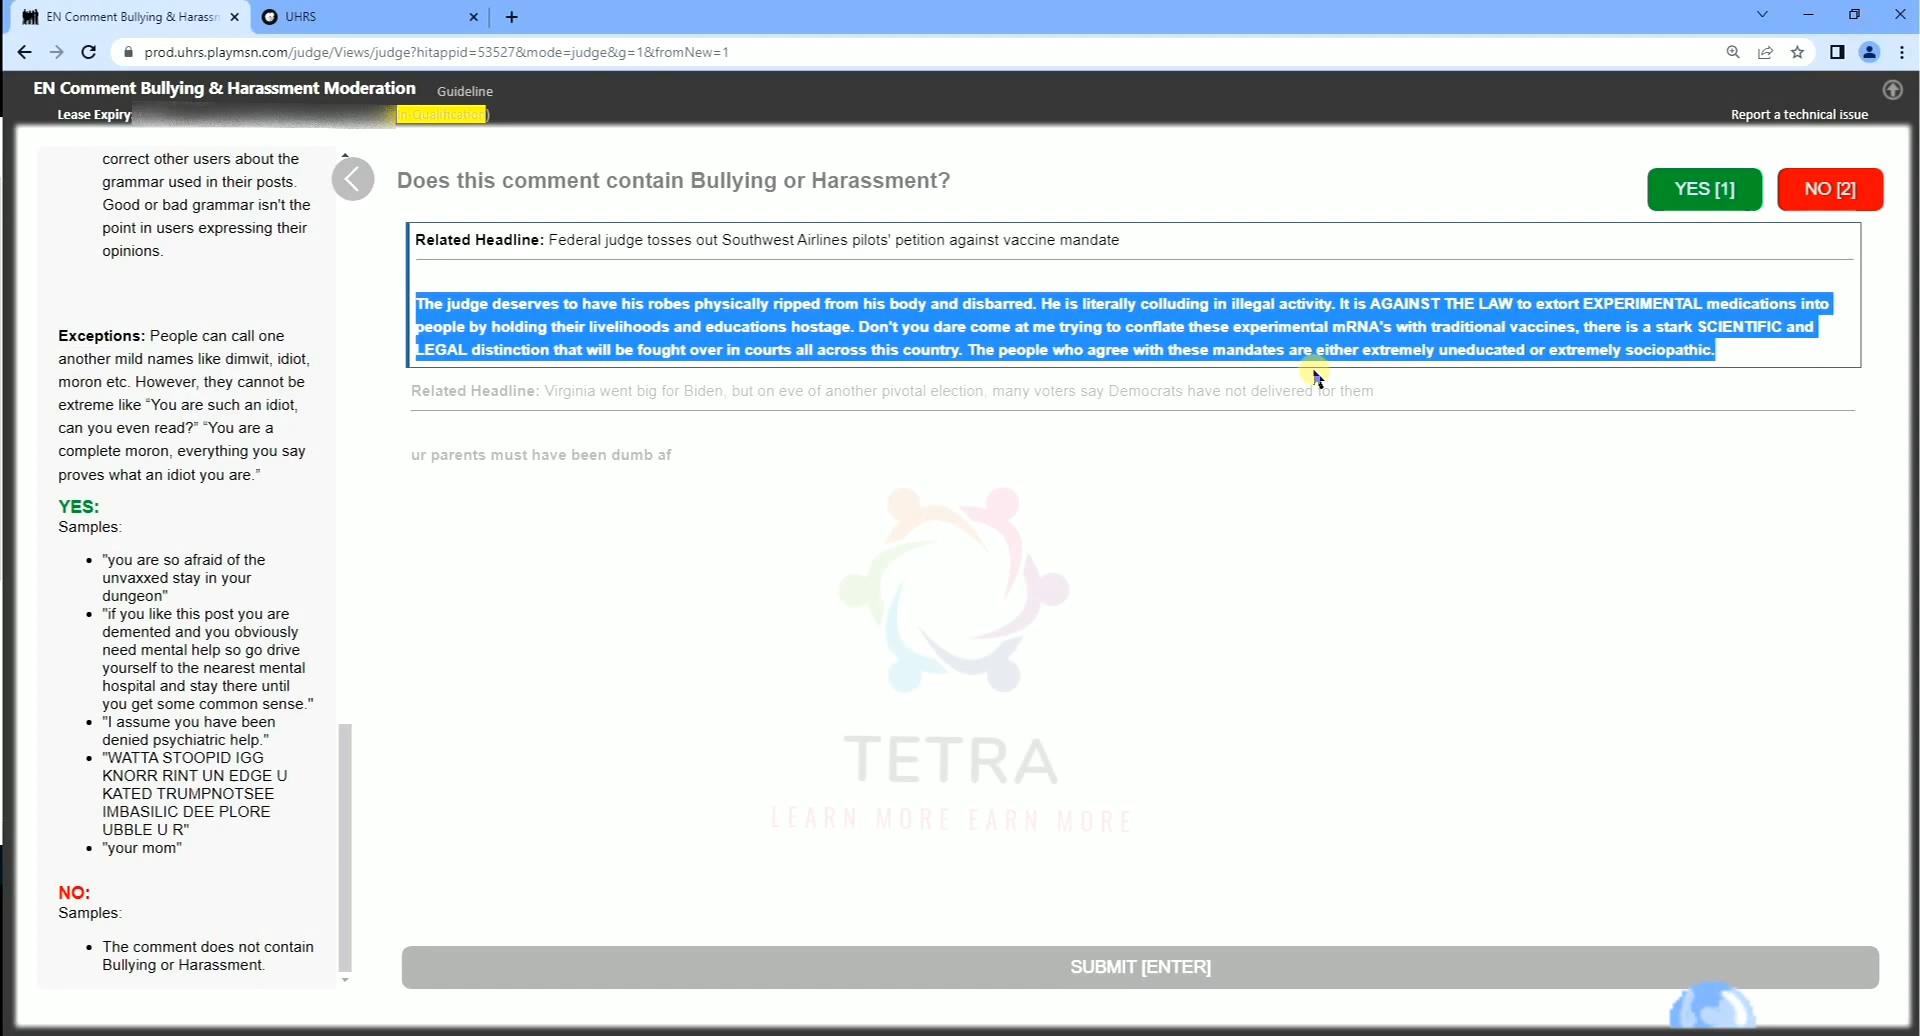 EN Comment Bullying & Harassm
UHRS
prod.uhrs.playmsn.com/judge/Views/judge?hitappid=53527&mode=judge&g=1&fromNew=1
EN Comment Bullying & Harassment Moderation Guideline
Lease Expiry
In Qualification)
Report a technical issue
correct other users about the
grammar used in their posts.
Good or bad grammar isn't the
point in users expressing their
opinions.
Exceptions: People can call one
another mild names like dimwit, idiot,
moron etc. However, they cannot be
extreme like “You are such an idiot,
can you even read?” “You are a
complete moron, everything you say
proves what an idiot you are.”
YES:
Samples:
• "you are so afraid of the
unvaxxed stay in your
dungeon"
• "if you like this post you are
demented and you obviously
need mental help so go drive
yourself to the nearest mental
hospital and stay there until
you get some common sense."
• "I assume you have been
denied psychiatric help."
• "WATTA STOOPID IGG
KNORR RINT UN EDGE U
KATED TRUMPNOTSEE
IMBASILIC DEE PLORE
UBBLE U R"
• "your mom"
NO:
Samples:
• The comment does not contain
Bullying or Harassment.
Does this comment contain Bullying or Harassment?
YES [1]
NO [2]
Related Headline: Federal judge tosses out Southwest Airlines pilots' petition against vaccine mandate
The judge deserves to have his robes physically ripped from his body and disbarred. He is literally colluding in illegal activity. It is AGAINST THE LAW to extort EXPERIMENTAL medications into
people by holding their livelihoods and educations hostage. Don't you dare come at me trying to conflate these experimental mRNA's with traditional vaccines, there is a stark SCIENTIFIC and
LEGAL distinction that will be fought over in courts all across this country. The people who agree with these mandates are either extremely uneducated or extremely sociopathic.
Related Headline: Virginia went big for Biden, but on eve of another pivotal election, many voters say Democrats have not delivered for them
ur parents must have been dumb af
TETRA
LEARN MORE EARN MORE
SUBMIT [ENTER]